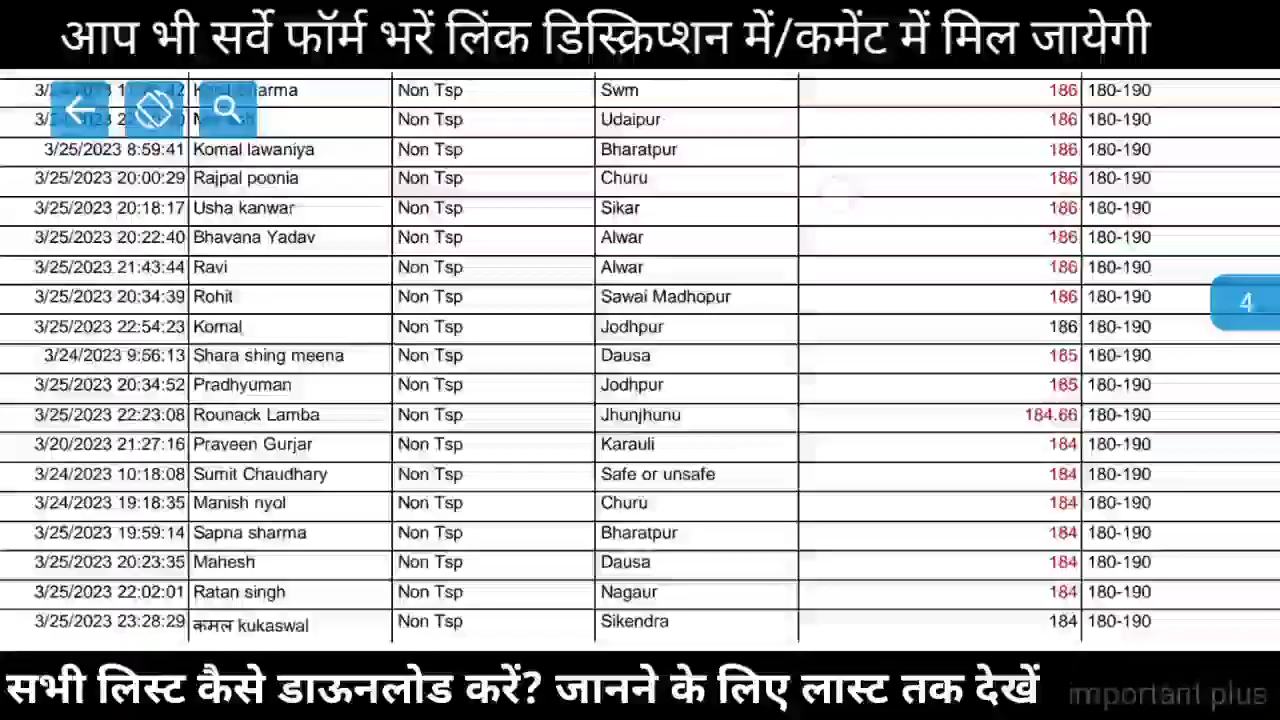 आप भी सर्वे फॉर्म भरें लिंक डिस्क्रिप्शन में/कमेंट में मिल जायेगी
Non Tsp Swm 186 180-190
Non Tsp Udaipur 186 180-190
3/25/2023 8:59:41 Komal lawaniya Non Tsp Bharatpur 186 180-190
3/25/2023 20:00:29 Rajpal poonia Non Tsp Churu 186 180-190
3/25/2023 20:18:17 Usha kanwar Non Tsp Sikar 186 180-190
3/25/2023 20:22:40 Bhavana Yadav Non Tsp Alwar 186 180-190
3/25/2023 21:43:44 Ravi Non Tsp Alwar 186 180-190
3/25/2023 20:34:39 Rohit Non Tsp Sawai Madhopur 186 180-190
4
3/25/2023 22:54:23 Komal Non Tsp Jodhpur 186 180-190
3/24/2023 9:56:13 Shara shing meena Non Tsp Dausa 185 180-190
3/25/2023 20:34:52 Pradhyuman Non Tsp Jodhpur 185 180-190
3/25/2023 22:23:08 Rounack Lamba Non Tsp Jhunjhunu 184.66 180-190
3/20/2023 21:27:16 Praveen Gurjar Non Tsp Karauli 184 180-190
3/24/2023 10:18:08 Sumit Chaudhary Non Tsp Safe or unsafe 184 180-190
3/24/2023 19:18:35 Manish nyol Non Tsp Churu 184 180-190
3/25/2023 19:59:14 Sapna sharma Non Tsp Bharatpur 184 180-190
3/25/2023 20:23:35 Mahesh Non Tsp Dausa 184 180-190
3/25/2023 22:02:01 Ratan singh Non Tsp Nagaur 184 180-190
3/25/2023 23:28:29 कमल kukaswal Non Tsp Sikendra 184 180-190
सभी लिस्ट कैसे डाऊनलोड करें? जानने के लिए लास्ट तक देखें
important plus